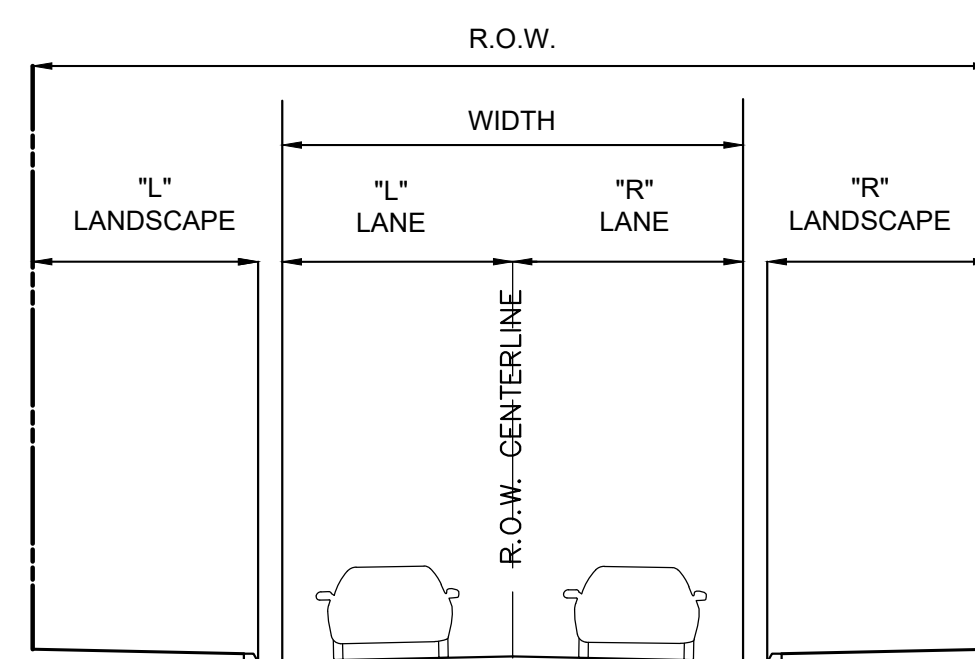 R.O.W.
WIDTH
"L"
LANDSCAPE
"L"
LANE
"R"
LANE
"R"
LANDSCAPE
R.O.W. CENTERLINE